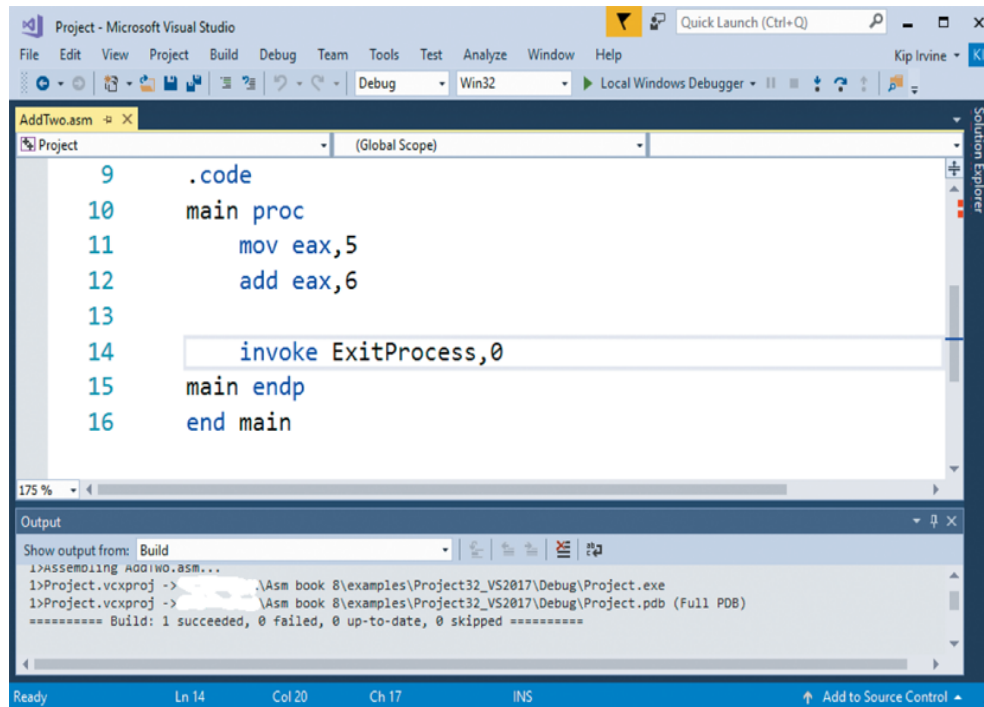 Project - Microsoft Visual Studio
Quick Launch (Ctrl+Q)
File Edit View Project Build Debug Team Tools Test Analyze Window Help
Kip Irvine
Debug Win32 Local Windows Debugger
AddTwo.asm
Project (Global Scope)
Solution Explorer
9 .code
10 main proc
11 mov eax,5
12 add eax,6
13
14 invoke ExitProcess,0
15 main endp
16 end main
175 %
Output
Show output from: Build
1>Assembling AddTwo.asm...
1>Project.vcxproj -> .\Asm book 8\examples\Project32_VS2017\Debug\Project.exe
1>Project.vcxproj -> \Asm book 8\examples\Project32_VS2017\Debug\Project.pdb (Full PDB)
========== Build: 1 succeeded, 0 failed, 0 up-to-date, 0 skipped ==========
Ready Ln 14 Col 20 Ch 17 INS Add to Source Control